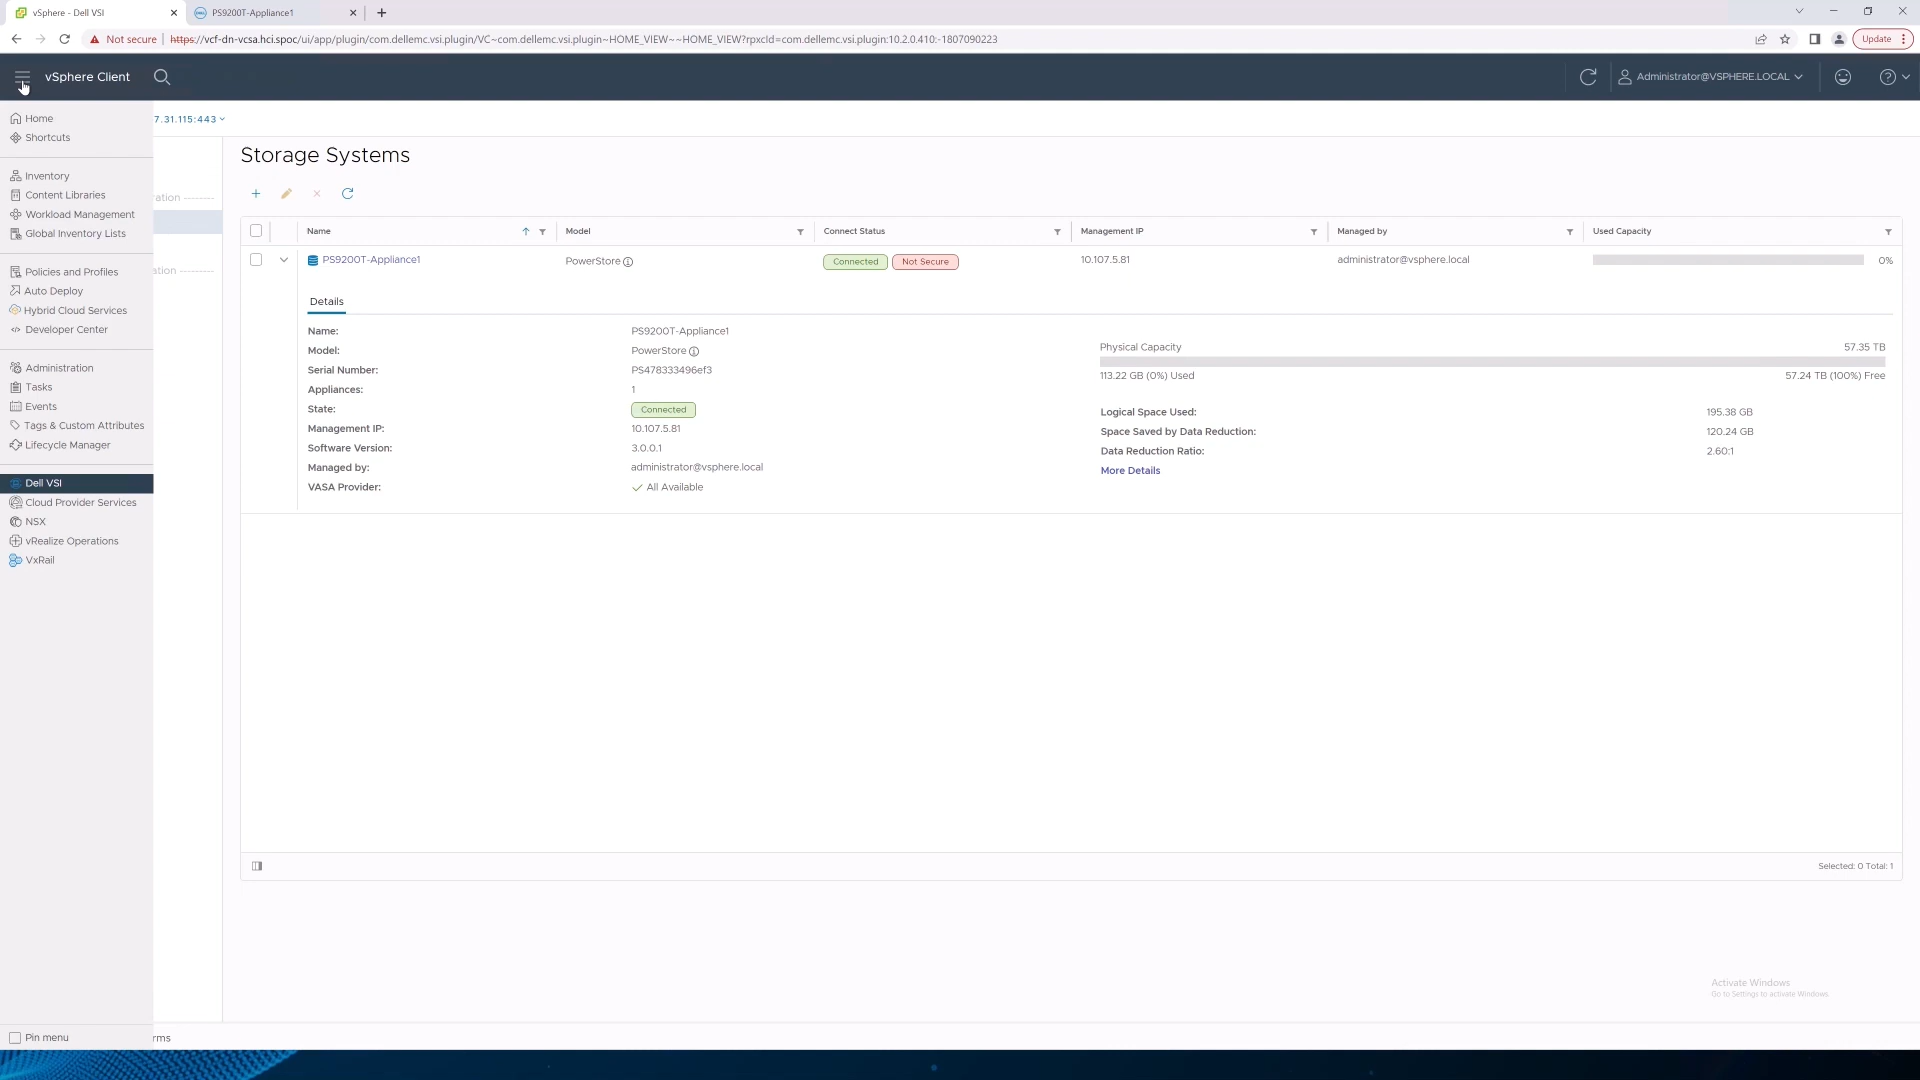 vSphere - Dell VSI
PS9200T-Appliance1
Not secure
https://vcf-dn-vcsa.hci.spoc/ui/app/plugin/com.dellemc.vsi.plugin/VC~com.dellemc.vsi.plugin~HOME_VIEW~~HOME_VIEW?rpxcId=com.dellemc.vsi.plugin:10.2.0.410:-1807090223
Update
vSphere Client
Administrator@VSPHERE.LOCAL
Home
Shortcuts
Inventory
Content Libraries
Workload Management
Global Inventory Lists
Policies and Profiles
Auto Deploy
Hybrid Cloud Services
Developer Center
Administration
Tasks
Events
Tags & Custom Attributes
Lifecycle Manager
Dell VSI
Cloud Provider Services
NSX
vRealize Operations
VxRail
Pin menu
7.31.115:443
ration
ation
rms
Storage Systems
Name Model Connect Status Management IP Managed by Used Capacity
PS9200T-Appliance1 PowerStore Connected Not Secure 10.107.5.81 administrator@vsphere.local 0%
Details
Name: PS9200T-Appliance1
Model: PowerStore
Serial Number: PS478333496ef3
Appliances: 1
State: Connected
Management IP: 10.107.5.81
Software Version: 3.0.0.1
Managed by: administrator@vsphere.local
VASA Provider: All Available
Physical Capacity 57.35 TB
113.22 GB (0%) Used 57.24 TB (100%) Free
Logical Space Used: 195.38 GB
Space Saved by Data Reduction: 120.24 GB
Data Reduction Ratio: 2.60:1
More Details
Selected: 0 Total: 1
Activate Windows
Go to Settings to activate Windows.